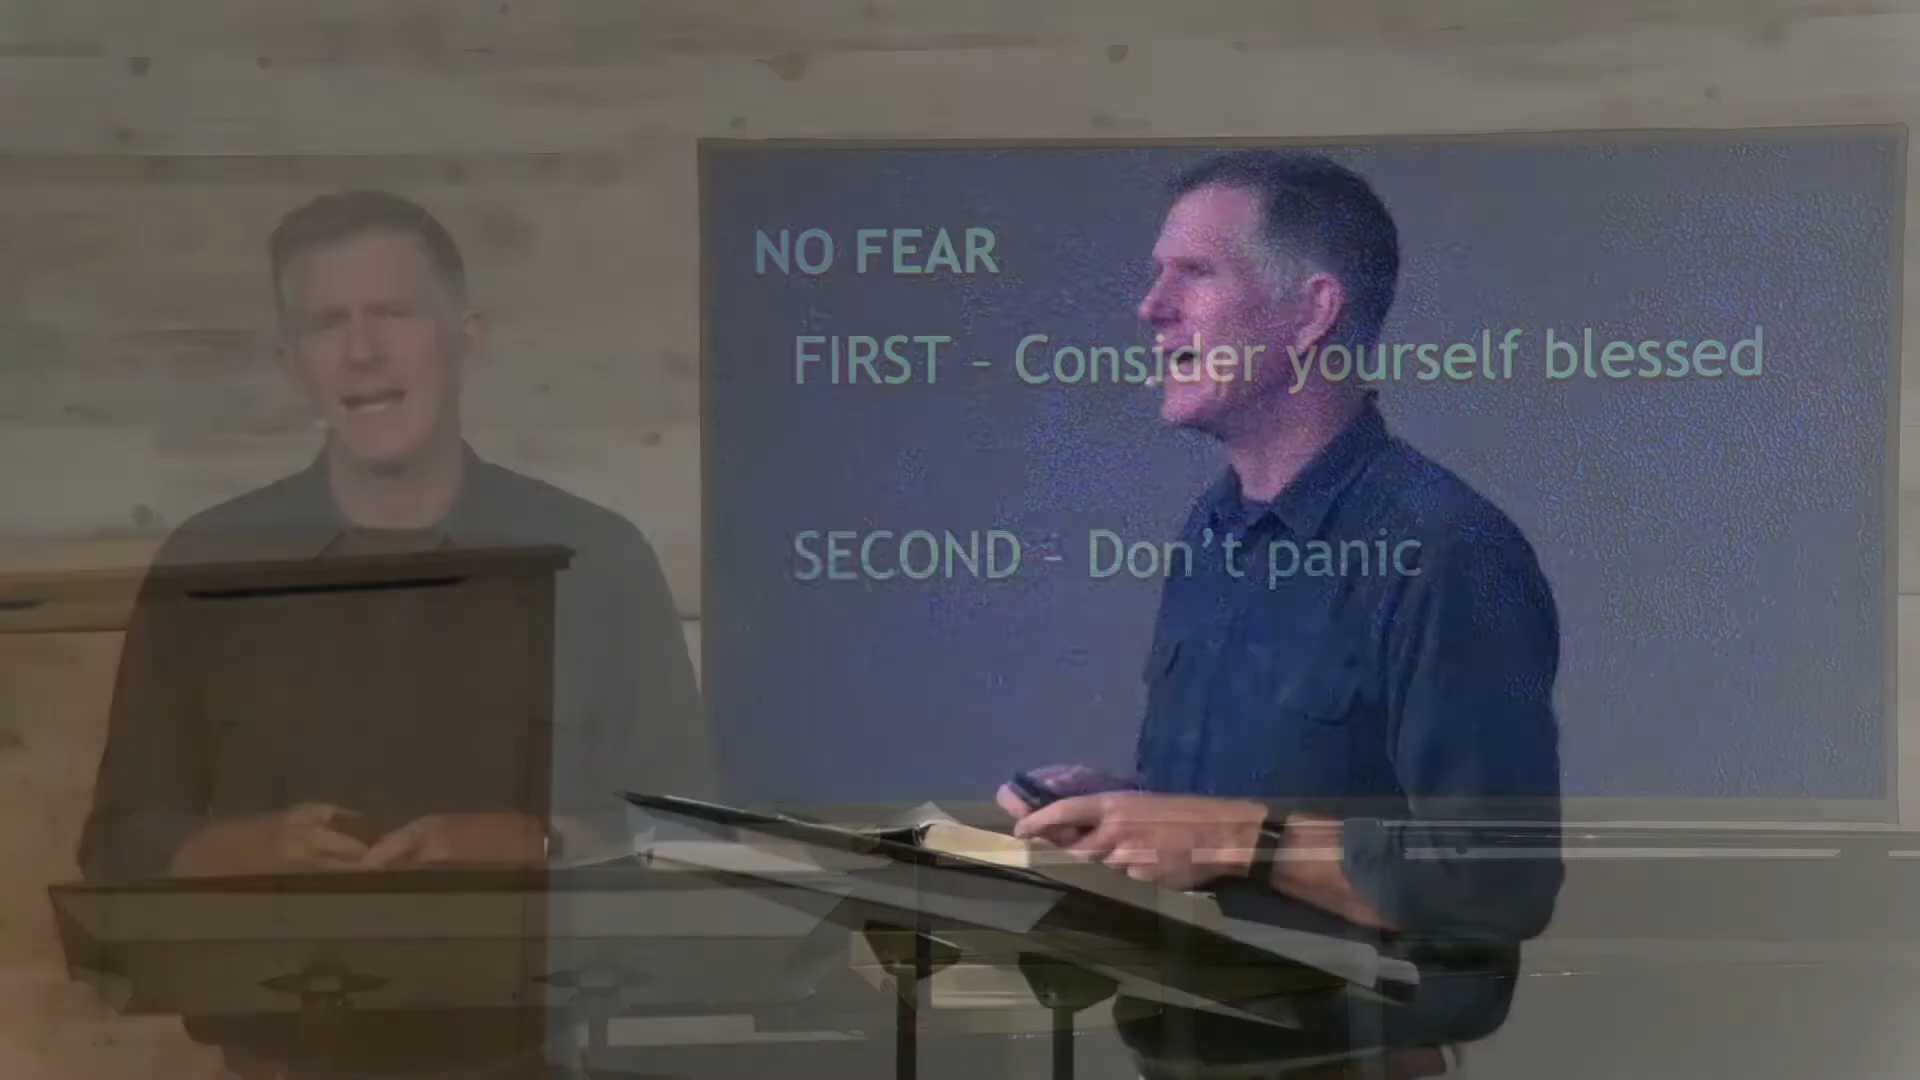 NO FEAR
FIRST – Consider yourself blessed
SECOND – Don’t panic